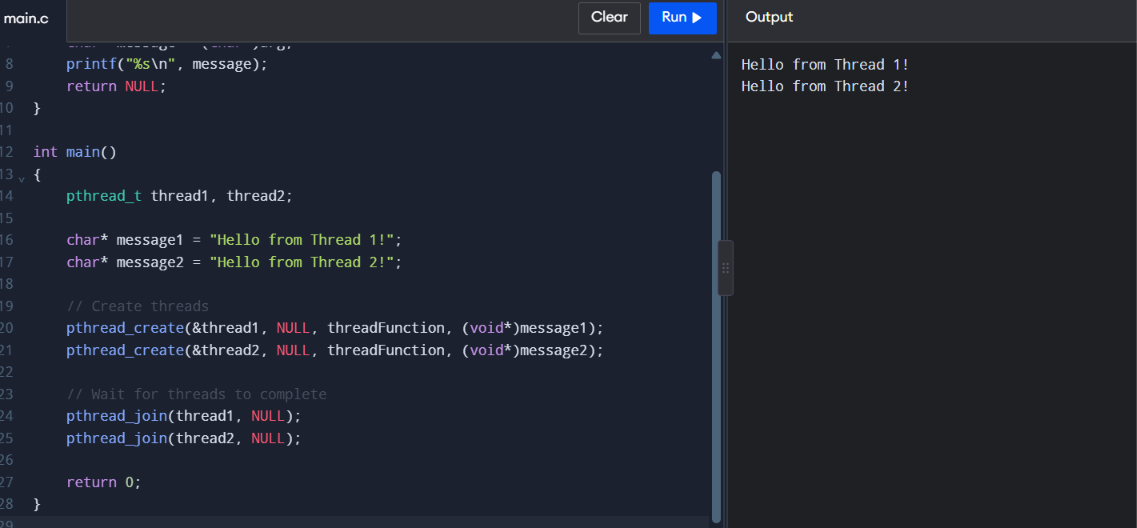 main.c
Clear
Run
Output
8 printf("%s\n", message);
9 return NULL;
10 }
11
12 int main()
13 {
14 pthread_t thread1, thread2;
15
16 char* message1 = "Hello from Thread 1!";
17 char* message2 = "Hello from Thread 2!";
18
19 // Create threads
20 pthread_create(&thread1, NULL, threadFunction, (void*)message1);
21 pthread_create(&thread2, NULL, threadFunction, (void*)message2);
22
23 // Wait for threads to complete
24 pthread_join(thread1, NULL);
25 pthread_join(thread2, NULL);
26
27 return 0;
28 }
29
Hello from Thread 1!
Hello from Thread 2!